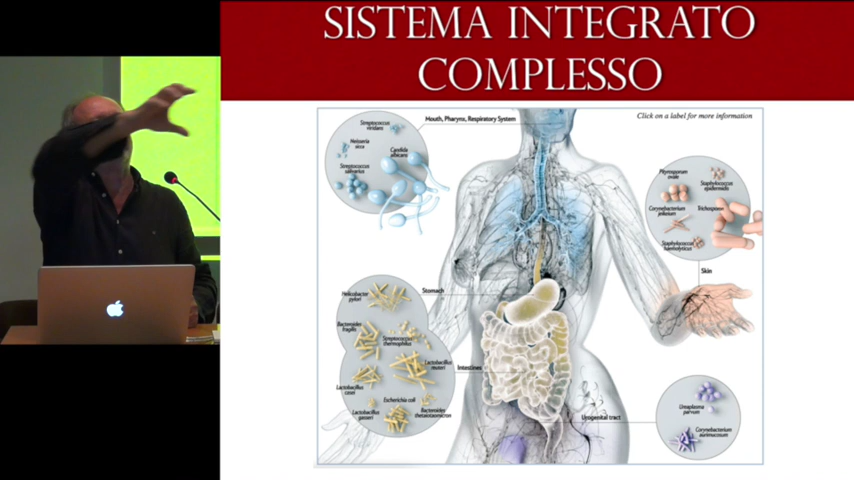 SISTEMA INTEGRATO
COMPLESSO
Click on a label for more information
Mouth, Pharynx, Respiratory System
Streptococcus
viridans
Neisseria
sicca
Candida
albicans
Streptococcus
salivarius
Pityrosporum
ovale
Staphylococcus
epidermidis
Corynebacterium
jeikeium
Trichosporon
Staphylococcus
haemolyticus
Skin
Stomach
Helicobacter
pylori
Bacteroides
fragilis
Streptococcus
thermophilus
Lactobacillus
reuteri
Intestines
Lactobacillus
casei
Escherichia coli
Lactobacillus
gasseri
Bacteroides
thetaiotaomicron
Urogenital tract
Ureaplasma
parvum
Corynebacterium
aurimucosum